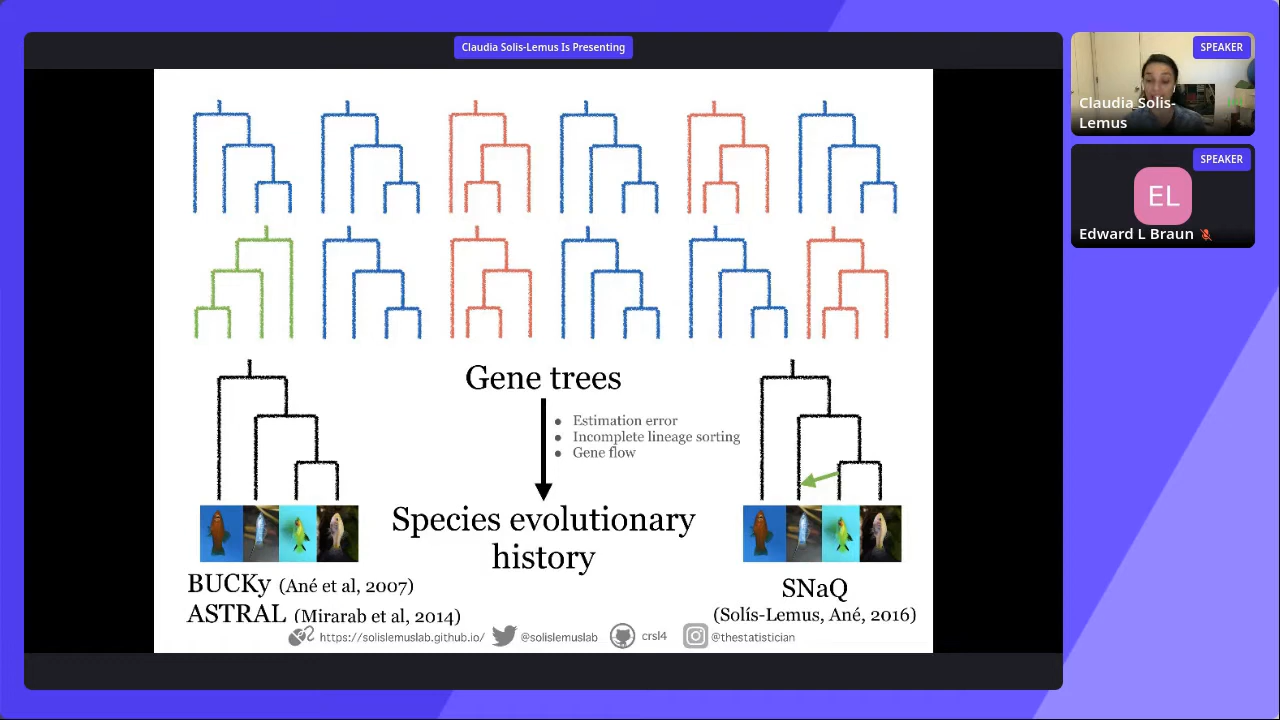 Claudia Solis-Lemus Is Presenting
SPEAKER
Claudia Solis-
Lemus
SPEAKER
EL
Edward L Braun
Gene trees
● Estimation error
● Incomplete lineage sorting
● Gene flow
Species evolutionary
history
BUCKy (Ané et al, 2007)
ASTRAL (Mirarab et al, 2014)
SNaQ
(Solís-Lemus, Ané, 2016)
https://solislemuslab.github.io/ @solislemuslab crsl4 @thestatistician